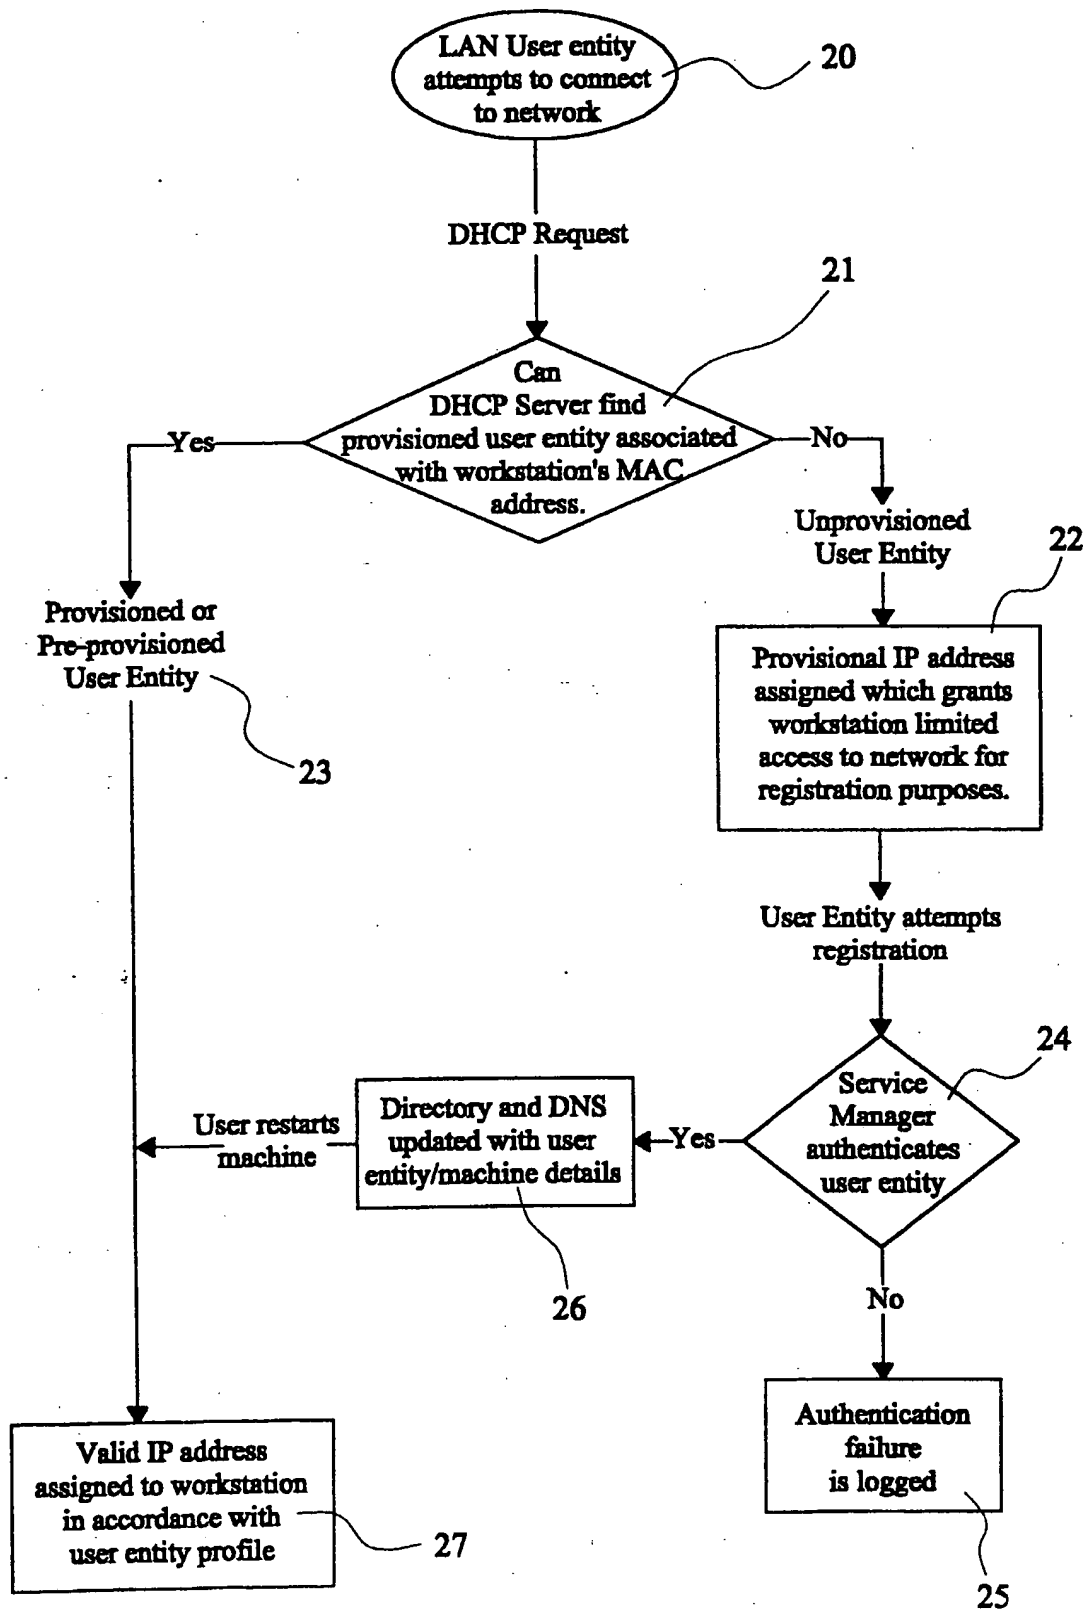 LAN User entity
attempts to connect
to network
20
DHCP Request
21
Can
DHCP Server find
provisioned user entity associated
with workstation's MAC
address.
Yes
No
Unprovisioned
User Entity
22
Provisioned or
Pre-provisioned
User Entity
23
Provisional IP address
assigned which grants
workstation limited
access to network for
registration purposes.
User Entity attempts
registration
24
Service
Manager
authenticates
user entity
Yes
Directory and DNS
updated with user
entity/machine details
26
User restarts
machine
No
Authentication
failure
is logged
25
Valid IP address
assigned to workstation
in accordance with
user entity profile
27